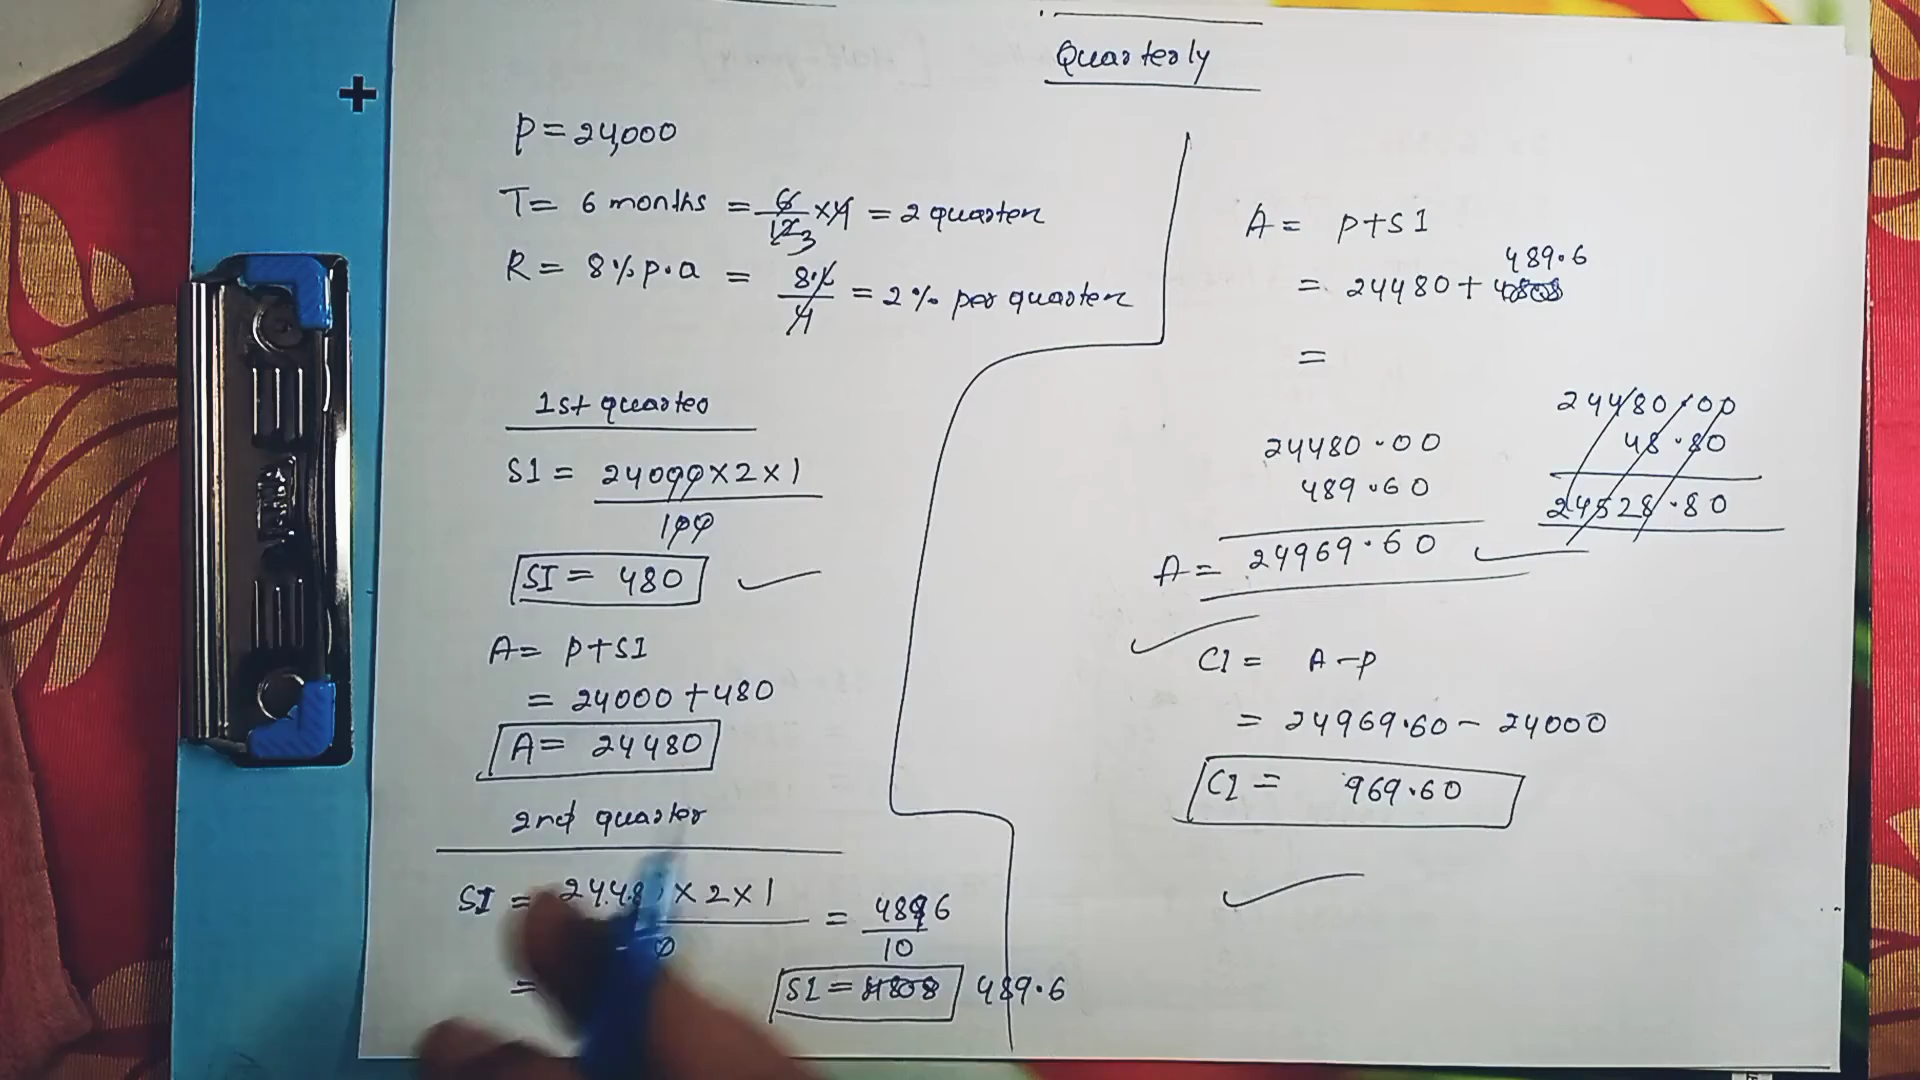 Quarterly
P = 24,000
T = 6 months = 6/12 3 × 4 = 2 quarter
R = 8% p.a = 8%/4 = 2% per quarter
1st quarter
SI = 24000 × 2 × 1
100
SI = 480
A = P + SI
= 24000 + 480
A = 24480
2nd quarter
SI = × 2 × 1 = 4896/10
=
SI = 489.6
A = P + SI
489.6
= 24480 +
=
24480.00
489.60
A = 24969.60
24480.00
48.80
24528.80
CI = A - P
= 24969.60 - 24000
CI = 969.60